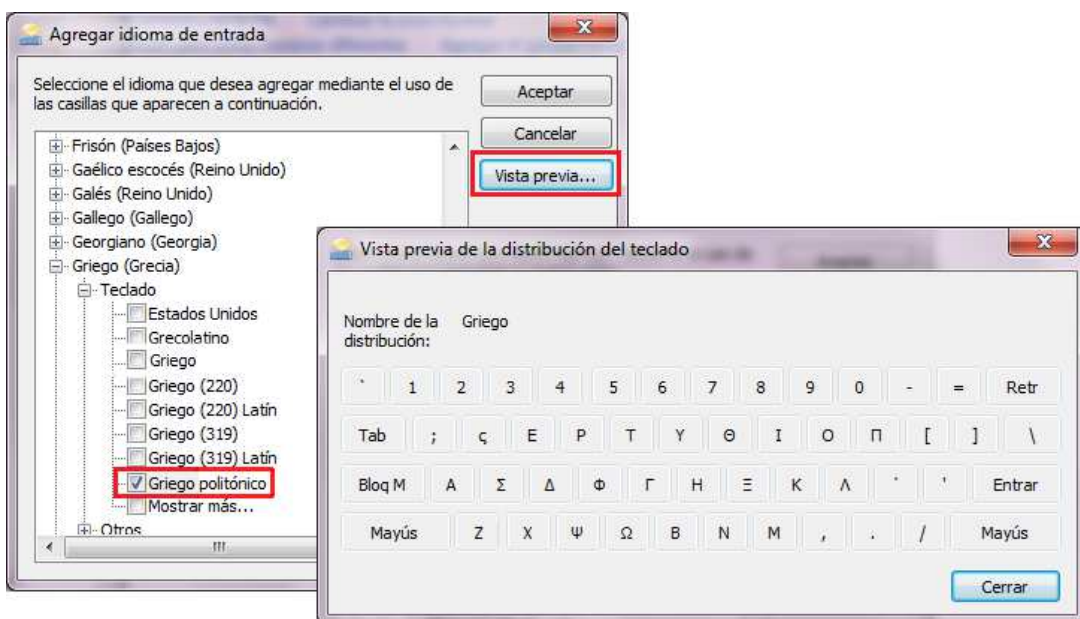 Agregar idioma de entrada
Seleccione el idioma que desea agregar mediante el uso de
las casillas que aparecen a continuación.
Aceptar
Cancelar
Vista previa...
Frisón (Países Bajos)
Gaélico escocés (Reino Unido)
Galés (Reino Unido)
Gallego (Gallego)
Georgiano (Georgia)
Griego (Grecia)
Teclado
Estados Unidos
Grecolatino
Griego
Griego (220)
Griego (220) Latín
Griego (319)
Griego (319) Latín
Griego politónico
Mostrar más...
Otros
Vista previa de la distribución del teclado
Nombre de la Griego
distribución:
` 1 2 3 4 5 6 7 8 9 0 - = Retr
Tab ; ς Ε Ρ Τ Υ Θ Ι Ο Π [ ] \
Bloq M Α Σ Δ Φ Γ Η Ξ Κ Λ ΄ ' Entrar
Mayús Ζ Χ Ψ Ω Β Ν Μ , . / Mayús
Cerrar